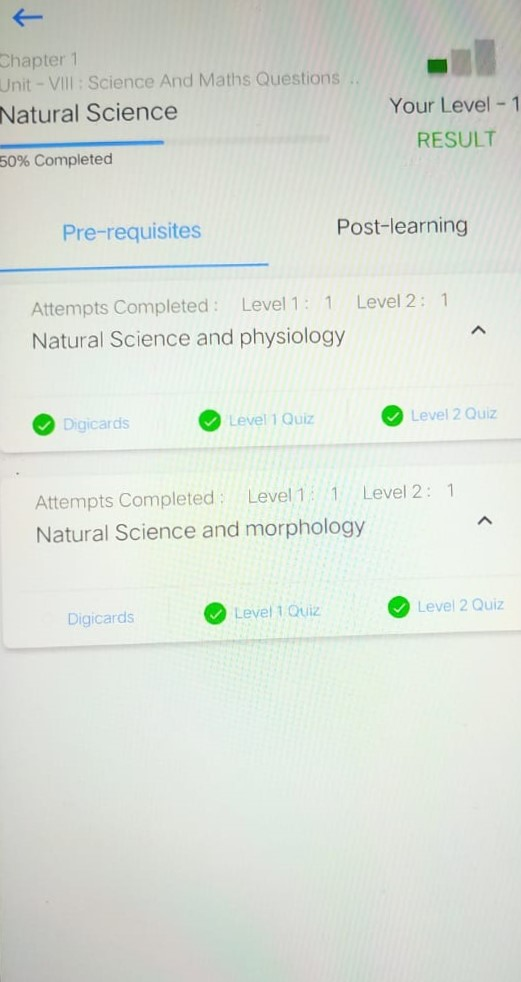 Chapter 1
Unit - VIII : Science And Maths Questions ..
Natural Science
Your Level - 1
RESULT
50% Completed
Pre-requisites
Post-learning
Attempts Completed : Level 1 : 1 Level 2 : 1
Natural Science and physiology
Digicards Level 1 Quiz Level 2 Quiz
Attempts Completed : Level 1 : 1 Level 2 : 1
Natural Science and morphology
Digicards Level 1 Quiz Level 2 Quiz